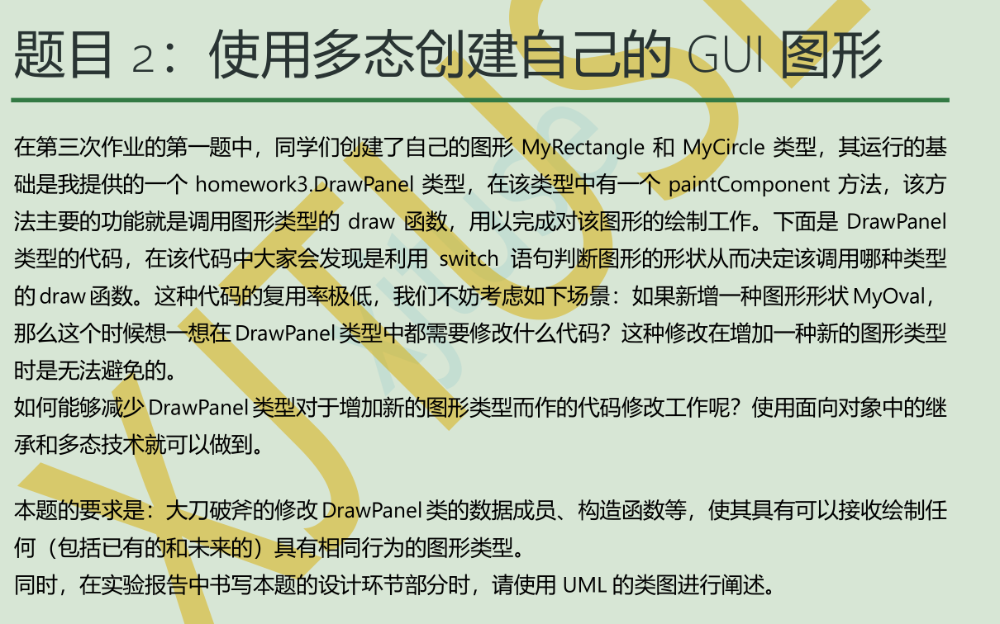 题目 2：使用多态创建自己的 GUI 图形
在第三次作业的第一题中，同学们创建了自己的图形 MyRectangle 和 MyCircle 类型，其运行的基
础是我提供的一个 homework3.DrawPanel 类型，在该类型中有一个 paintComponent 方法，该方
法主要的功能就是调用图形类型的 draw 函数，用以完成对该图形的绘制工作。下面是 DrawPanel
类型的代码，在该代码中大家会发现是利用 switch 语句判断图形的形状从而决定该调用哪种类型
的 draw 函数。这种代码的复用率极低，我们不妨考虑如下场景：如果新增一种图形形状 MyOval，
那么这个时候想一想在 DrawPanel 类型中都需要修改什么代码？这种修改在增加一种新的图形类型
时是无法避免的。
如何能够减少 DrawPanel 类型对于增加新的图形类型而作的代码修改工作呢？使用面向对象中的继
承和多态技术就可以做到。
本题的要求是：大刀破斧的修改 DrawPanel 类的数据成员、构造函数等，使其具有可以接收绘制任
何（包括已有的和未来的）具有相同行为的图形类型。
同时，在实验报告中书写本题的设计环节部分时，请使用 UML 的类图进行阐述。
XJTUSE
xjtuse